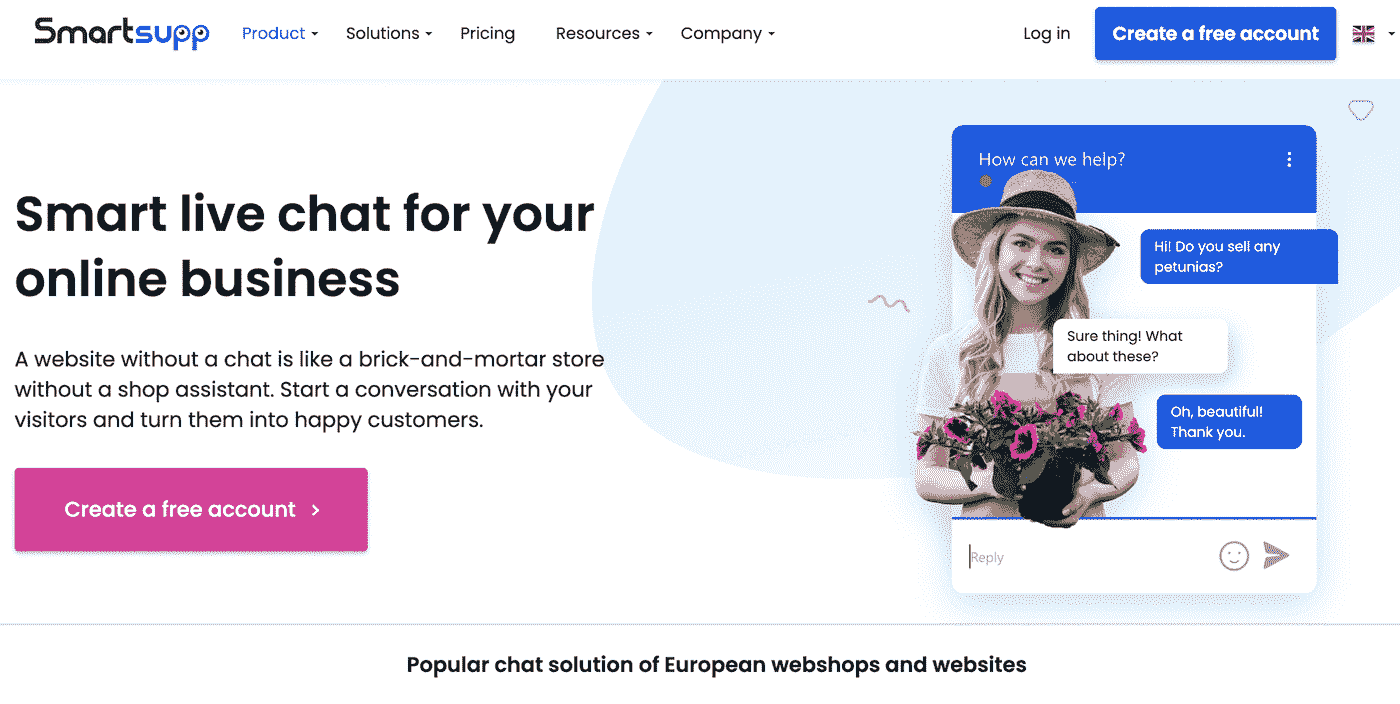 Smartsupp
Product
Solutions
Pricing
Resources
Company
Log in
Create a free account
Smart live chat for your
online business
A website without a chat is like a brick-and-mortar store
without a shop assistant. Start a conversation with your
visitors and turn them into happy customers.
Create a free account
How can we help?
Hi! Do you sell any
petunias?
Sure thing! What
about these?
Oh, beautiful!
Thank you.
Reply
Popular chat solution of European webshops and websites